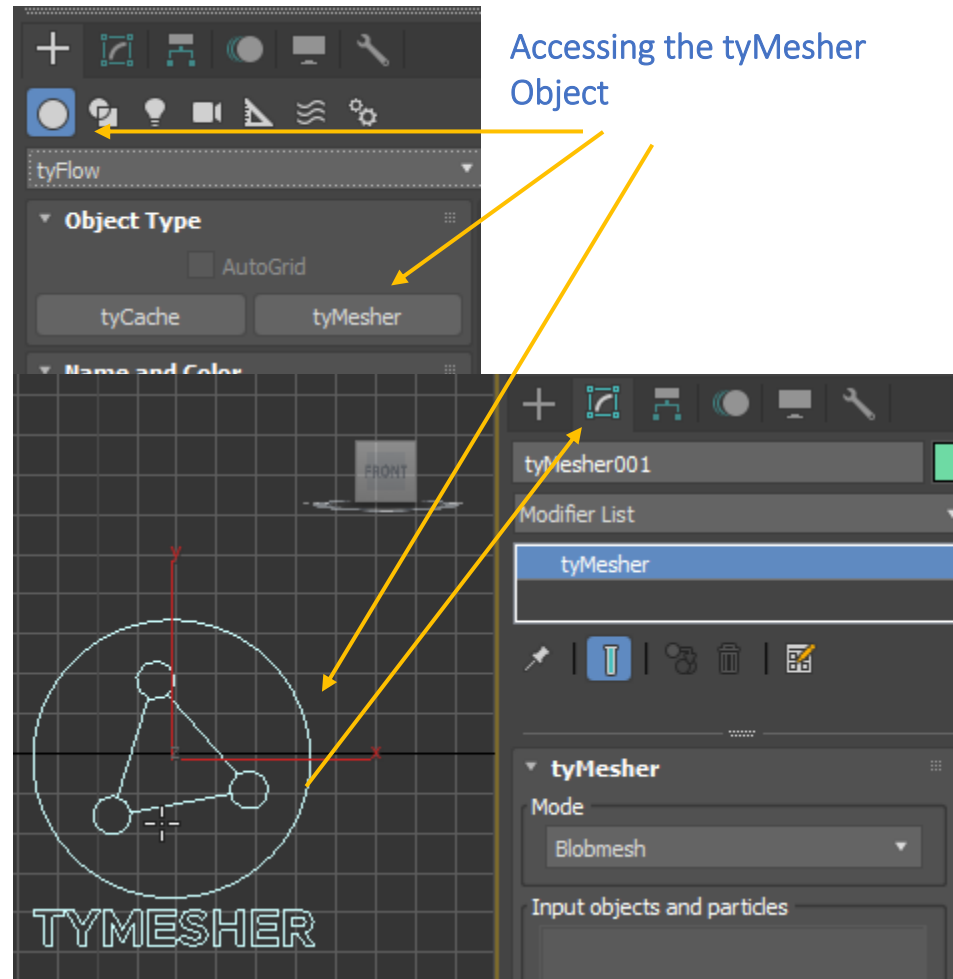 Accessing the tyMesher
Object
tyFlow
Object Type
AutoGrid
tyCache
tyMesher
Name and Color
FRONT
y
x
z
TYMESHER
tyMesher001
Modifier List
tyMesher
tyMesher
Mode
Blobmesh
Input objects and particles